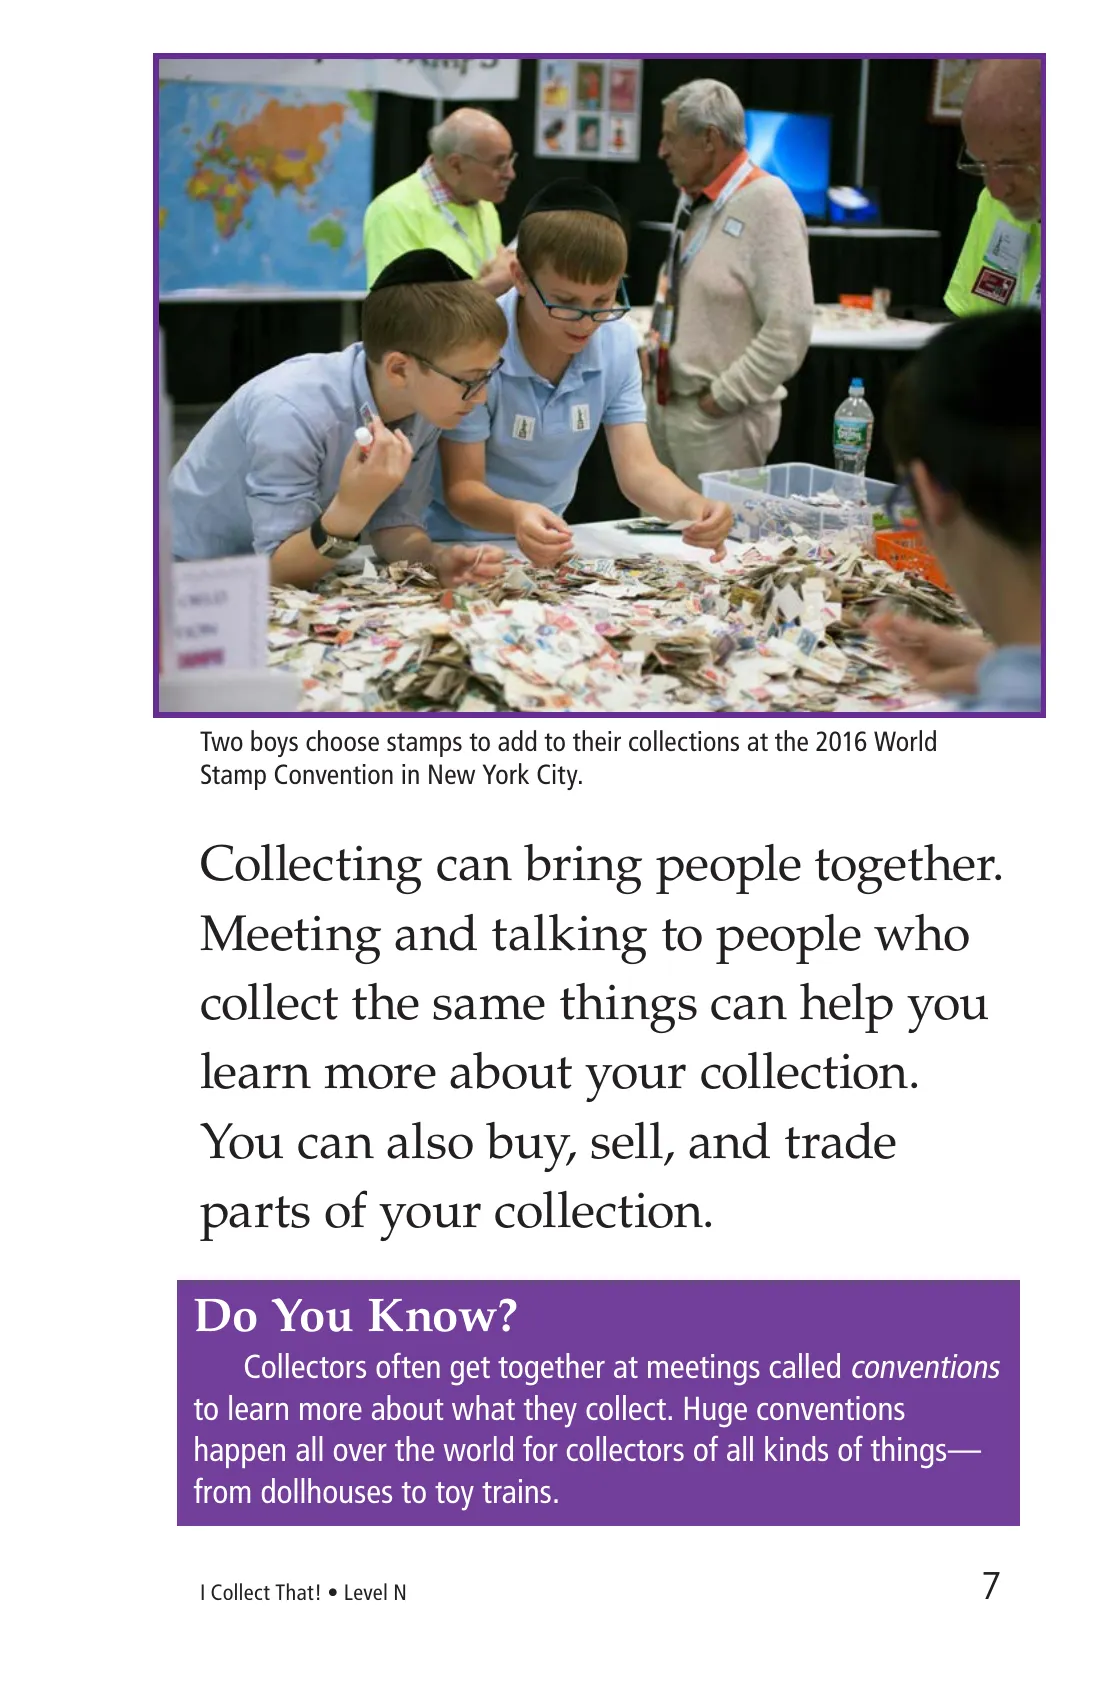 Two boys choose stamps to add to their collections at the 2016 World
Stamp Convention in New York City.
Collecting can bring people together.
Meeting and talking to people who
collect the same things can help you
learn more about your collection.
You can also buy, sell, and trade
parts of your collection.
Do You Know?
Collectors often get together at meetings called conventions
to learn more about what they collect. Huge conventions
happen all over the world for collectors of all kinds of things—
from dollhouses to toy trains.
I Collect That! • Level N
7